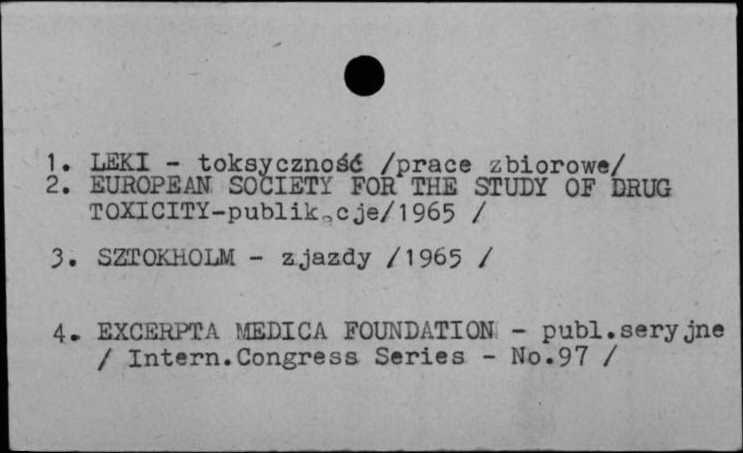 1. LEKI - toksyczność /prace zbiorowe/
2. EUROPEAN SOCIETY FOR THE STUDY OF DRUG
TOXICITY-publikacje/1965 /
3. SZTOKHOLM - zjazdy /1965 /
4. EXCERPTA MEDICA FOUNDATION - publ.seryjne
/ Intern.Congress Series - No.97 /